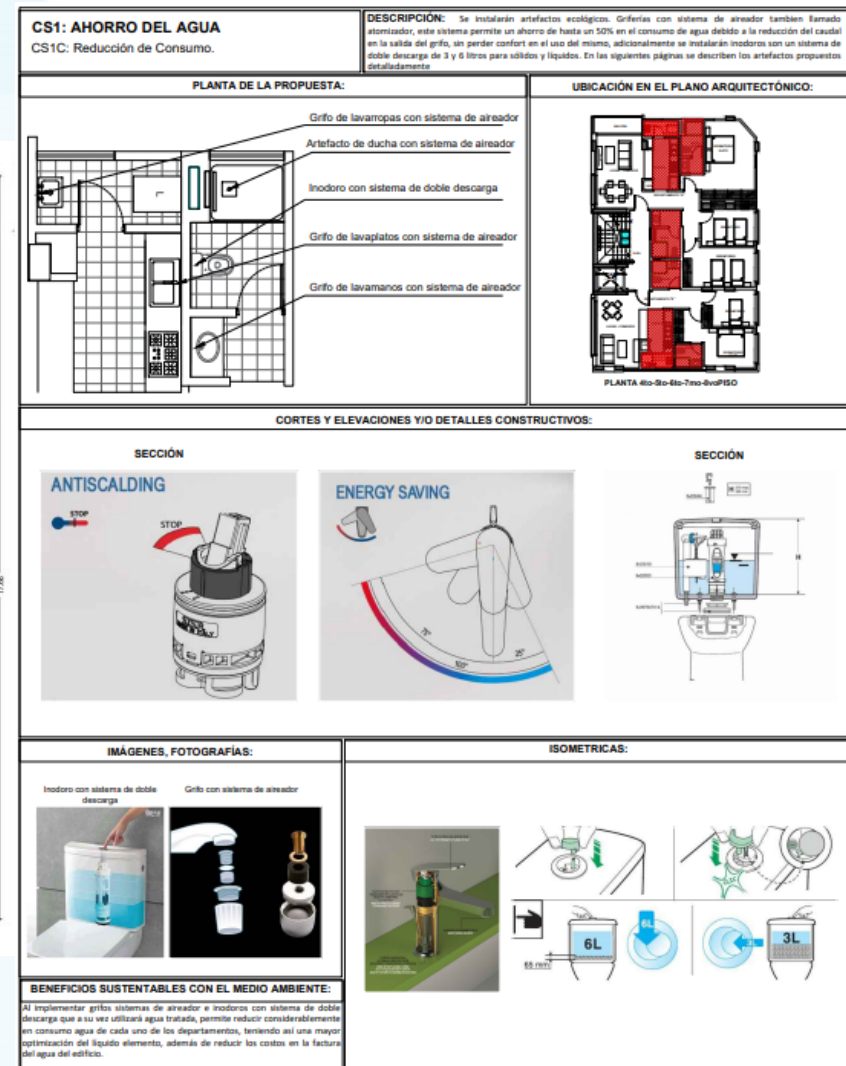 CS1: AHORRO DEL AGUA
CS1C: Reducción de Consumo.
DESCRIPCIÓN: Se instalarán artefactos ecológicos. Griferías con sistema de aireador tambien llamado
atomizador, este sistema permite un ahorro de hasta un 50% en el consumo de agua debido a la reducción del caudal
en la salida del grifo, sin perder confort en el uso del mismo, adicionalmente se instalarán inodoros son un sistema de
doble descarga de 3 y 6 litros para sólidos y líquidos. En las siguientes páginas se describen los artefactos propuestos
detalladamente
PLANTA DE LA PROPUESTA:
Grifo de lavarropas con sistema de aireador
Artefacto de ducha con sistema de aireador
Inodoro con sistema de doble descarga
Grifo de lavaplatos con sistema de aireador
Grifo de lavamanos con sistema de aireador
L
UBICACIÓN EN EL PLANO ARQUITECTÓNICO:
PLANTA 4to-5to-6to-7mo-8voPISO
CORTES Y ELEVACIONES Y/O DETALLES CONSTRUCTIVOS:
SECCIÓN
ANTISCALDING
STOP
STOP
ENERGY SAVING
75°
100°
25°
SECCIÓN
H
IMÁGENES, FOTOGRAFÍAS:
Inodoro con sistema de doble
descarga
Grifo con sistema de aireador
ISOMETRICAS:
6L
6L
65 mm
3L
3L
BENEFICIOS SUSTENTABLES CON EL MEDIO AMBIENTE:
Al implementar grifos sistemas de aireador e inodoros con sistema de doble
descarga que a su vez utilizará agua tratada, permite reducir considerablemente
en consumo agua de cada uno de los departamentos, teniendo así una mayor
optimización del líquido elemento, además de reducir los costos en la factura
del agua del edificio.